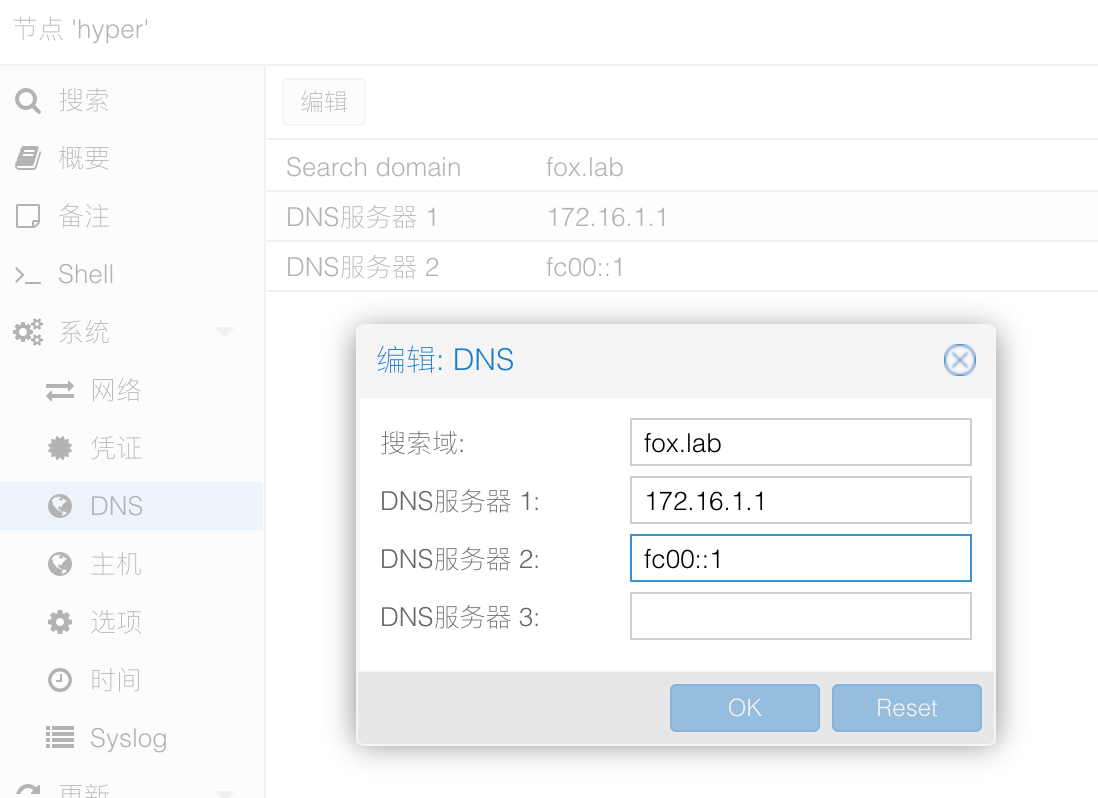 节点 'hyper'
搜索
概要
备注
Shell
系统
网络
凭证
DNS
主机
选项
时间
Syslog
更新
编辑
Search domain fox.lab
DNS服务器 1 172.16.1.1
DNS服务器 2 fc00::1
编辑: DNS
搜索域: fox.lab
DNS服务器 1: 172.16.1.1
DNS服务器 2: fc00::1
DNS服务器 3:
OK Reset